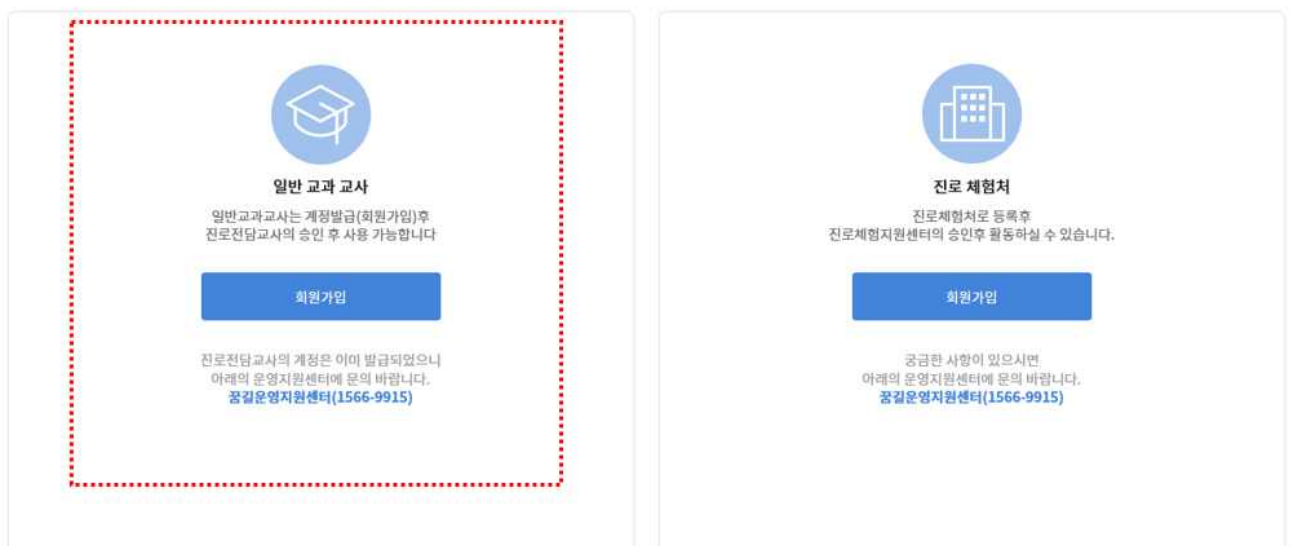 일반 교과 교사
일반교과교사는 계정발급(회원가입)후
진로전담교사의 승인 후 사용 가능합니다
회원가입
진로전담교사의 계정은 이미 발급되었으니
아래의 운영지원센터에 문의 바랍니다.
꿈길운영지원센터(1566-9915)
진로 체험처
진로체험처로 등록후
진로체험지원센터의 승인후 활동하실 수 있습니다.
회원가입
궁금한 사항이 있으시면
아래의 운영지원센터에 문의 바랍니다.
꿈길운영지원센터(1566-9915)